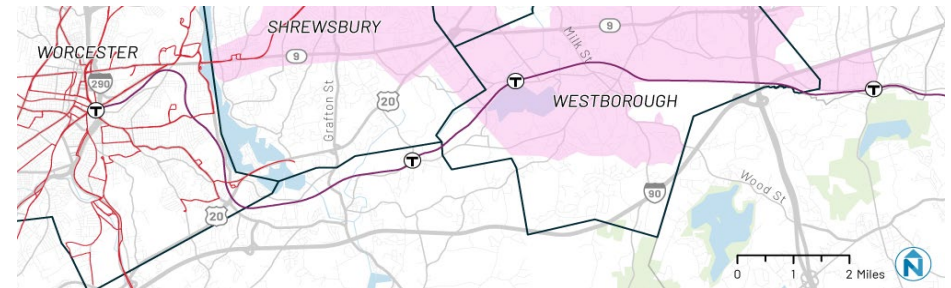 SHREWSBURY
9
9
Milk St
WORCESTER
290
T
T
T
T
WESTBOROUGH
20
Grafton St
20
90
Wood St
0 1 2 Miles
N